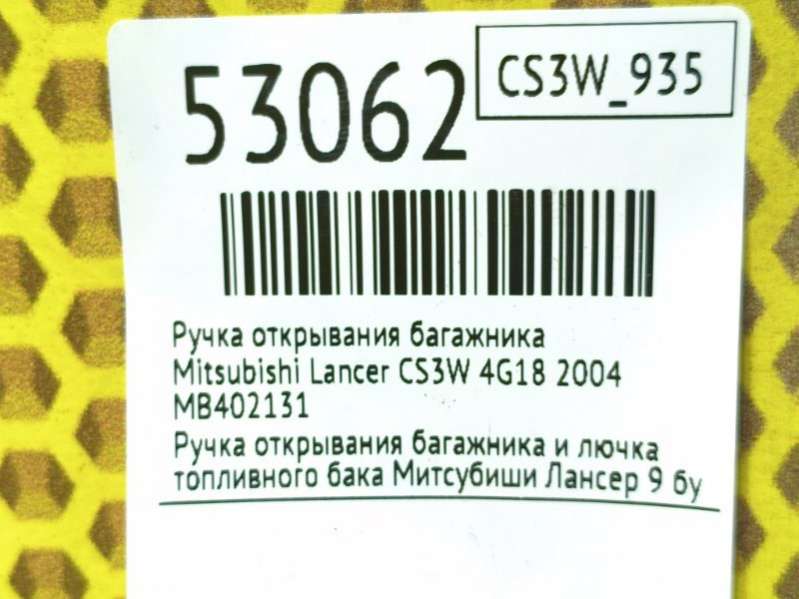 53062
CS3W_935
Ручка открывания багажника
Mitsubishi Lancer CS3W 4G18 2004
MB402131
Ручка открывания багажника и лючка
топливного бака Митсубиши Лансер 9 бу